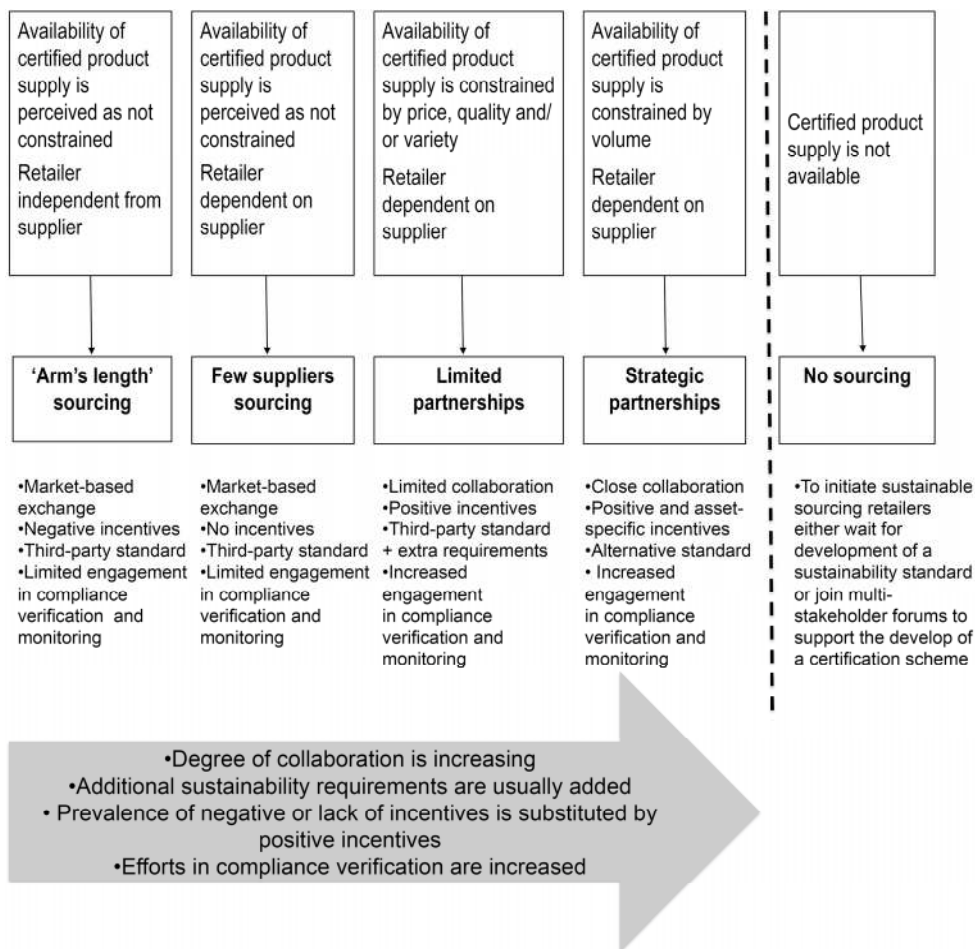 Availability of
certified product
supply is
perceived as not
constrained
Retailer
independent from
supplier
Availability of
certified product
supply is
perceived as not
constrained
Retailer
dependent on
supplier
Availability of
certified product
supply is constrained
by price, quality and/
or variety
Retailer
dependent on
supplier
Availability of
certified product
supply is
constrained by
volume
Retailer
dependent on
supplier
Certified product
supply is not
available
‘Arm’s length’
sourcing
Few suppliers
sourcing
Limited
partnerships
Strategic
partnerships
No sourcing
•Market-based
exchange
•Negative incentives
•Third-party standard
•Limited engagement
in compliance
verification and
monitoring
•Market-based
exchange
•No incentives
•Third-party standard
•Limited engagement
in compliance
verification and
monitoring
•Limited collaboration
•Positive incentives
•Third-party standard
+ extra requirements
•Increased
engagement
in compliance
verification and
monitoring
•Close collaboration
•Positive and asset-
specific incentives
•Alternative standard
• Increased
engagement
in compliance
verification and
monitoring
•To initiate sustainable
sourcing retailers
either wait for
development of a
sustainability standard
or join multi-
stakeholder forums to
support the develop of
a certification scheme
•Degree of collaboration is increasing
•Additional sustainability requirements are usually added
• Prevalence of negative or lack of incentives is substituted by
positive incentives
•Efforts in compliance verification are increased